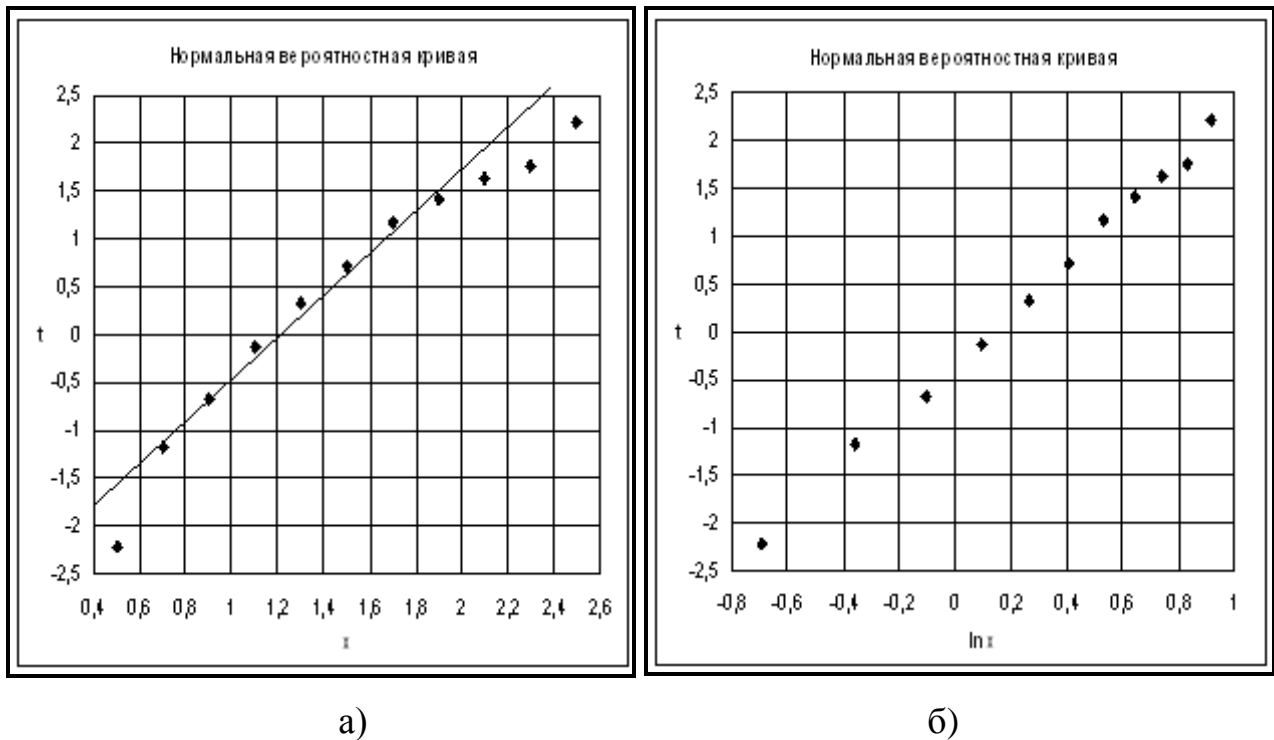 Нормальная вероятностная кривая
2,5
2
1,5
1
0,5
0
-0,5
-1
-1,5
-2
-2,5
t
0,4 0,6 0,8 1 1,2 1,4 1,6 1,8 2 2,2 2,4 2,6
x
Нормальная вероятностная кривая
2,5
2
1,5
1
0,5
0
-0,5
-1
-1,5
-2
-2,5
t
-0,8 -0,6 -0,4 -0,2 0 0,2 0,4 0,6 0,8 1
ln x
а) б)